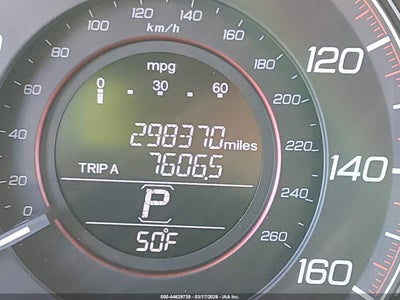 80 100 120 140 160 180 200 220 240 260
km/h
60 40 20 0
120 140 160
mpg
0 30 60
298370 miles
TRIP A 7606.5
P
50°F
000 - 44629739 - 03/17/2026 - IAA Inc.